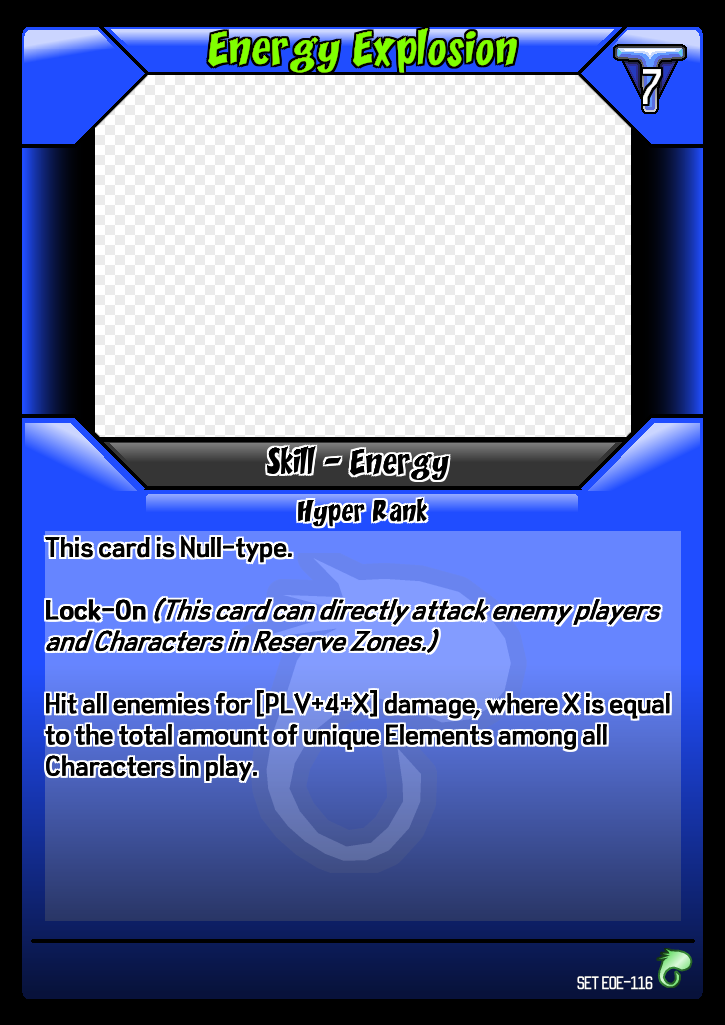 Energy Explosion
7
Skill - Energy
Hyper Rank
This card is Null-type.
Lock-On (This card can directly attack enemy players
and Characters in Reserve Zones.)
Hit all enemies for [PLV+4+X] damage, where X is equal
to the total amount of unique Elements among all
Characters in play.
SET EOE-116